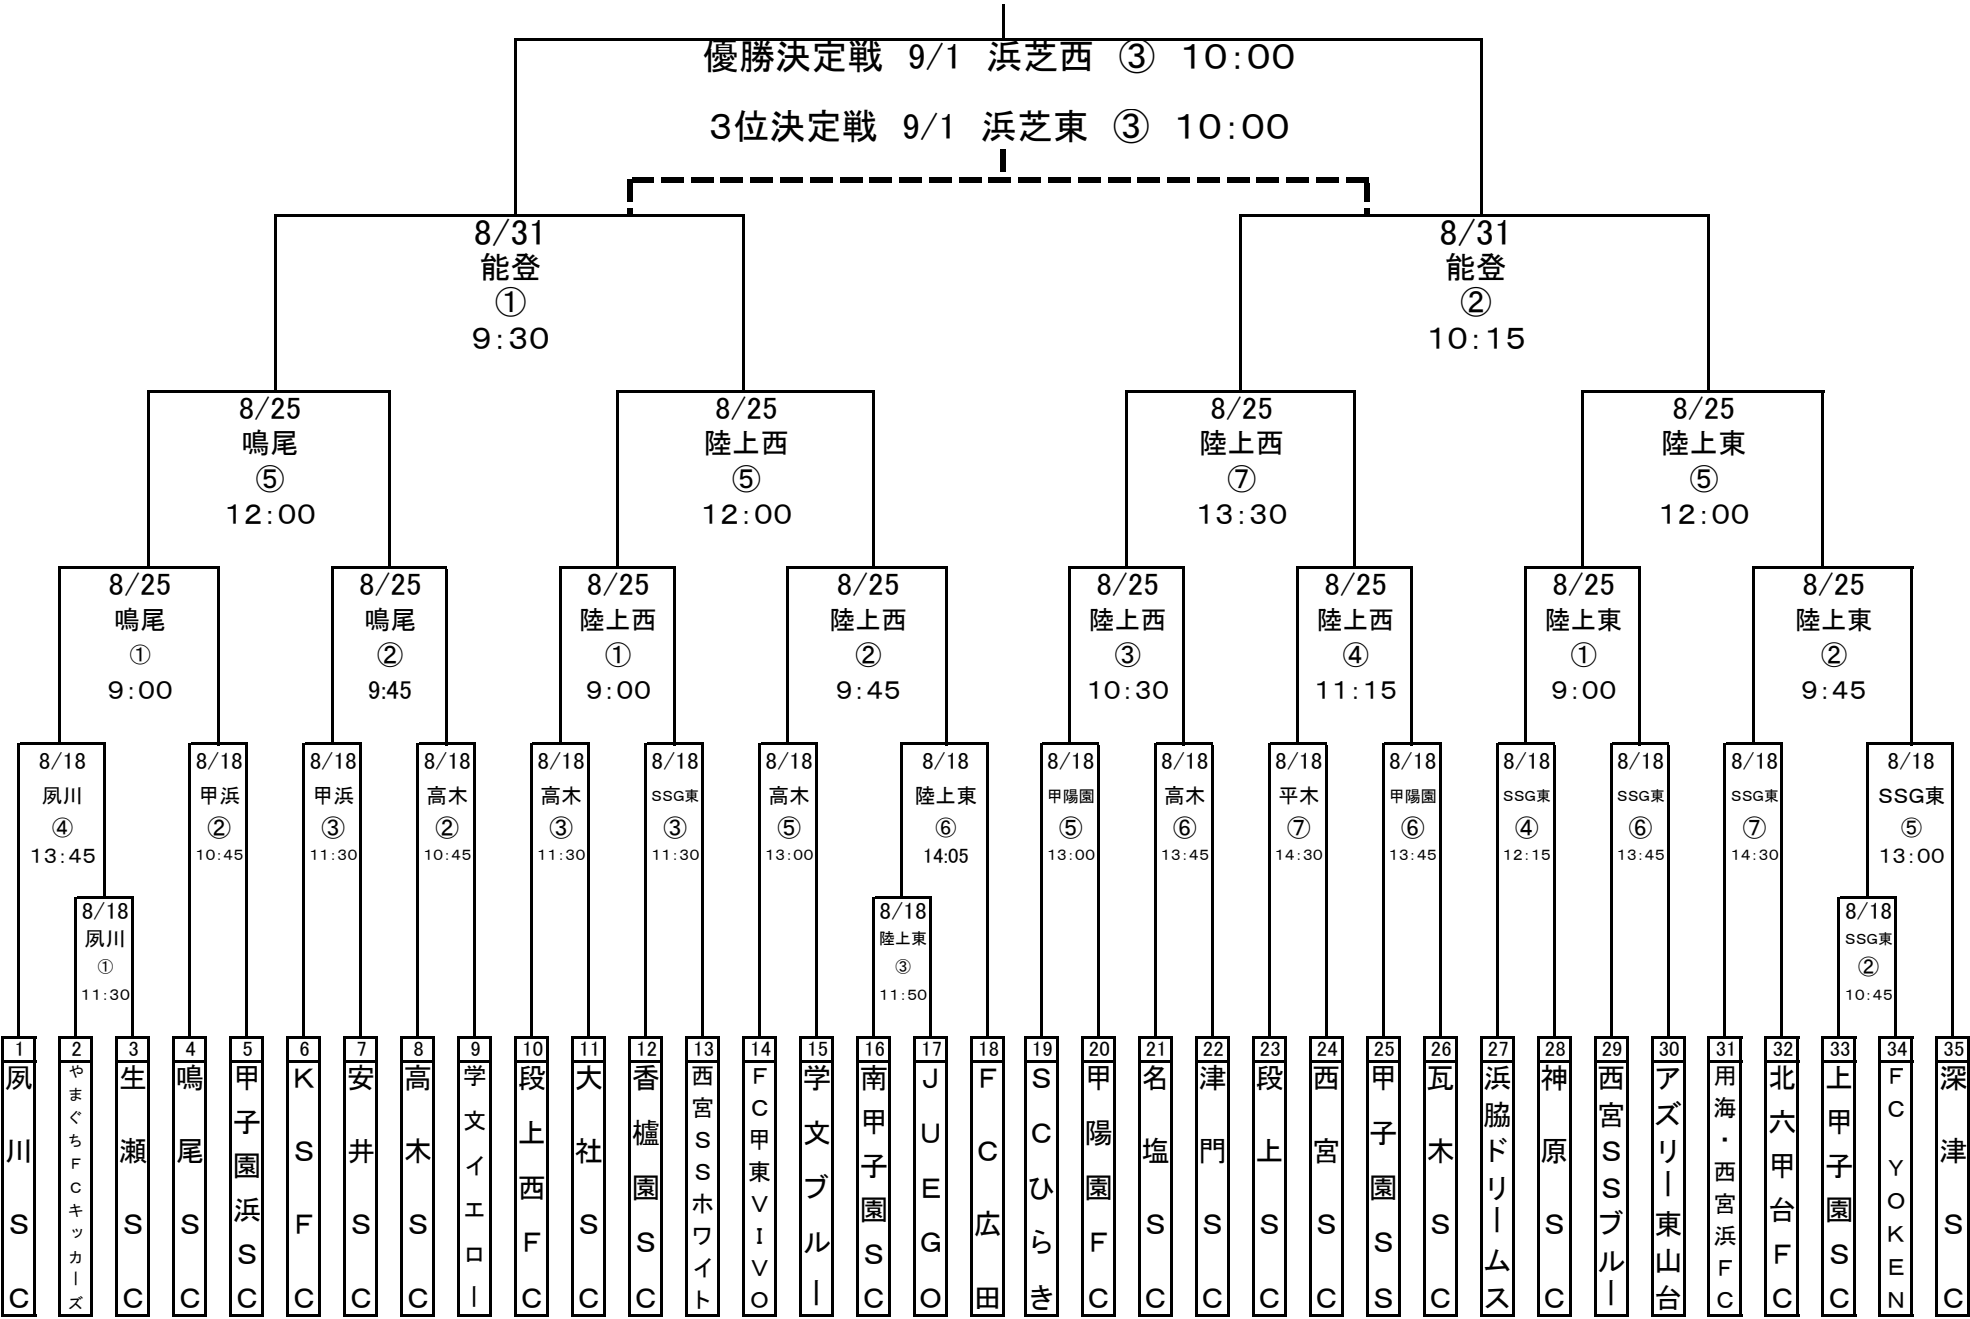 優勝決定戦 9/1 浜芝西 ③ 10:00
3位決定戦 9/1 浜芝東 ③ 10:00
8/31
能登
①
9:30
8/31
能登
②
10:15
8/25
鳴尾
⑤
12:00
8/25
陸上西
⑤
12:00
8/25
陸上西
⑦
13:30
8/25
陸上東
⑤
12:00
8/25
鳴尾
①
9:00
8/25
鳴尾
②
9:45
8/25
陸上西
①
9:00
8/25
陸上西
②
9:45
8/25
陸上西
③
10:30
8/25
陸上西
④
11:15
8/25
陸上東
①
9:00
8/25
陸上東
②
9:45
8/18
夙川
④
13:45
8/18
甲浜
②
10:45
8/18
甲浜
③
11:30
8/18
高木
②
10:45
8/18
高木
③
11:30
8/18
SSG東
③
11:30
8/18
高木
⑤
13:00
8/18
陸上東
⑥
14:05
8/18
甲陽園
⑤
13:00
8/18
高木
⑥
13:45
8/18
平木
⑦
14:30
8/18
甲陽園
⑥
13:45
8/18
SSG東
④
12:15
8/18
SSG東
⑥
13:45
8/18
SSG東
⑦
14:30
8/18
SSG東
⑤
13:00
8/18
夙川
①
11:30
8/18
陸上東
③
11:50
8/18
SSG東
②
10:45
1
夙川SC
2
やまぐちFCキッカーズ
3
生瀬SC
4
鳴尾SC
5
甲子園浜SC
6
KSFC
7
安井SC
8
高木SC
9
学文イエロー
10
段上西FC
11
大社SC
12
香櫨園SC
13
西宮SSホワイト
14
FC甲東VIVO
15
学文ブルー
16
南甲子園SC
17
JUEGO
18
FC広田
19
SCひらき
20
甲陽園FC
21
名塩SC
22
津門SC
23
段上SC
24
西宮SC
25
甲子園SS
26
瓦木SC
27
浜脇ドリームス
28
神原SC
29
西宮SSブルー
30
アズリー東山台
31
用海・西宮浜FC
32
北六甲台FC
33
上甲子園SC
34
FC YOKEN
35
深津SC